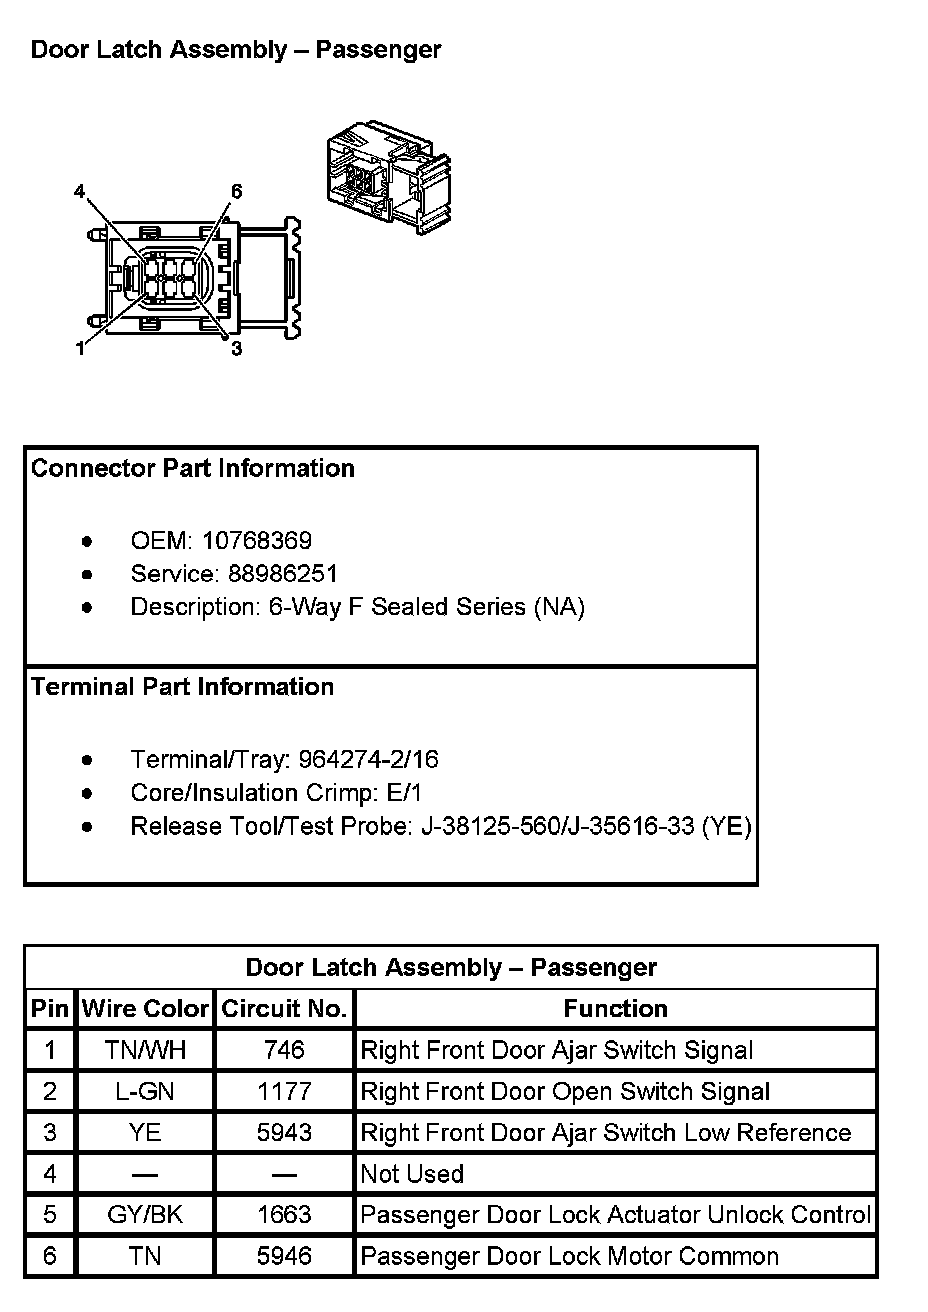 Door Latch Assembly – Passenger
4 6
1 3
Connector Part Information
● OEM: 10768369
● Service: 88986251
● Description: 6-Way F Sealed Series (NA)
Terminal Part Information
● Terminal/Tray: 964274-2/16
● Core/Insulation Crimp: E/1
● Release Tool/Test Probe: J-38125-560/J-35616-33 (YE)
Door Latch Assembly – Passenger
Pin Wire Color Circuit No. Function
1 TN/WH 746 Right Front Door Ajar Switch Signal
2 L-GN 1177 Right Front Door Open Switch Signal
3 YE 5943 Right Front Door Ajar Switch Low Reference
4 — — Not Used
5 GY/BK 1663 Passenger Door Lock Actuator Unlock Control
6 TN 5946 Passenger Door Lock Motor Common